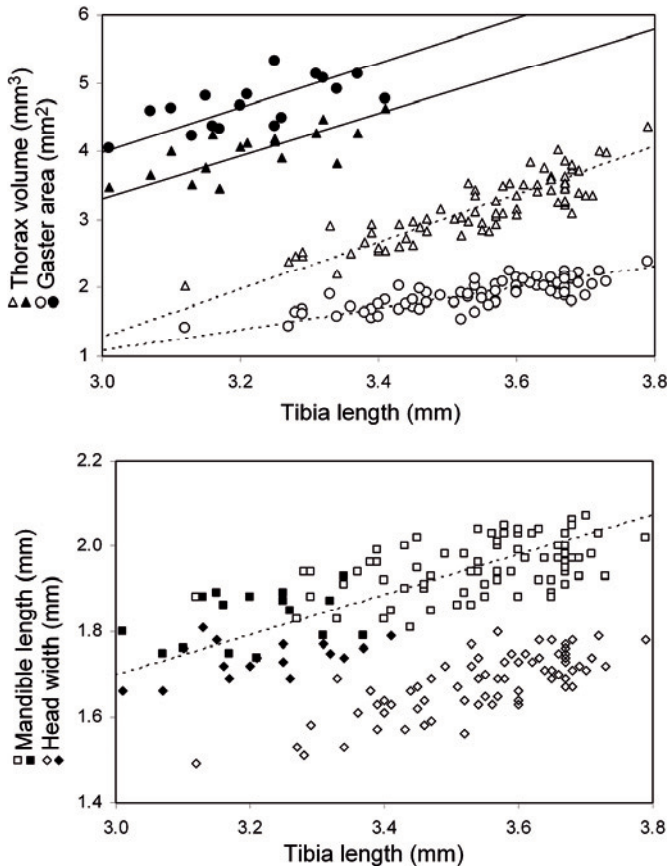 6
5
4
3
2
1
△▲Thorax volume (mm³)
○●Gaster area (mm²)
3.0 3.2 3.4 3.6 3.8
Tibia length (mm)
2.2
2.0
1.8
1.6
1.4
□■Mandible length (mm)
◇◆Head width (mm)
3.0 3.2 3.4 3.6 3.8
Tibia length (mm)